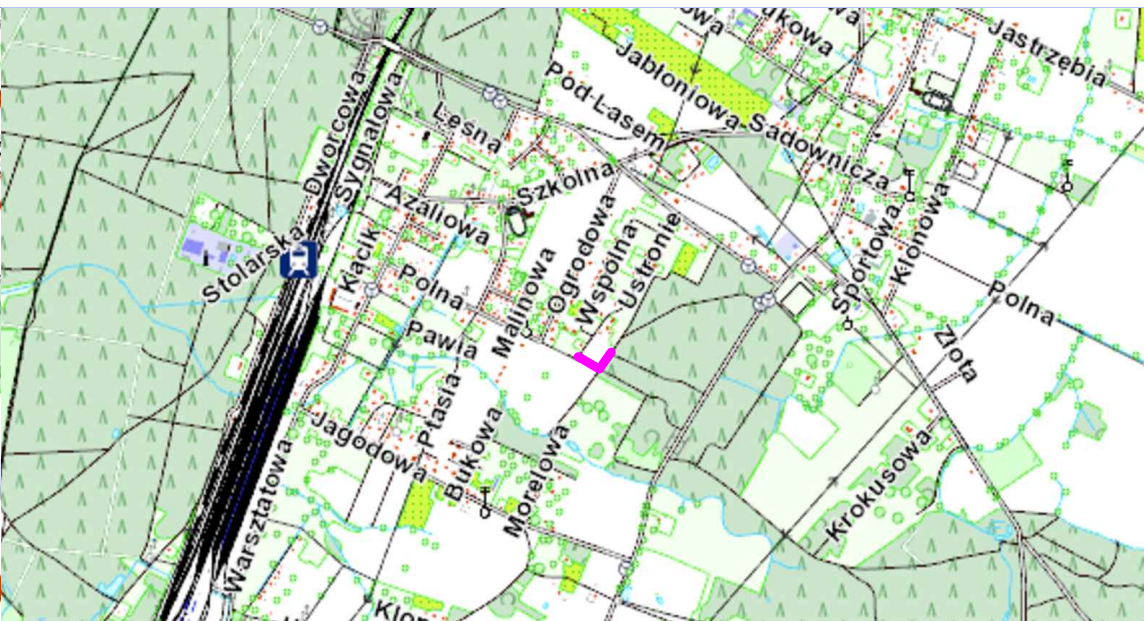 Jastrzębia
Jabłoniowa
Pod Lasem
Sadownicza
Leśna
Dworcowa
Sygnałowa
Szkolna
Azaliowa
Stolarska
Kącik
Polna
Pawia
Malinowa
Ogrodowa
Wspólna
Ustronie
Sportowa
Klonowa
Polna
Złota
Jagodowa
Ptasia
Bukowa
Morelowa
Krokusowa
Warsztatowa